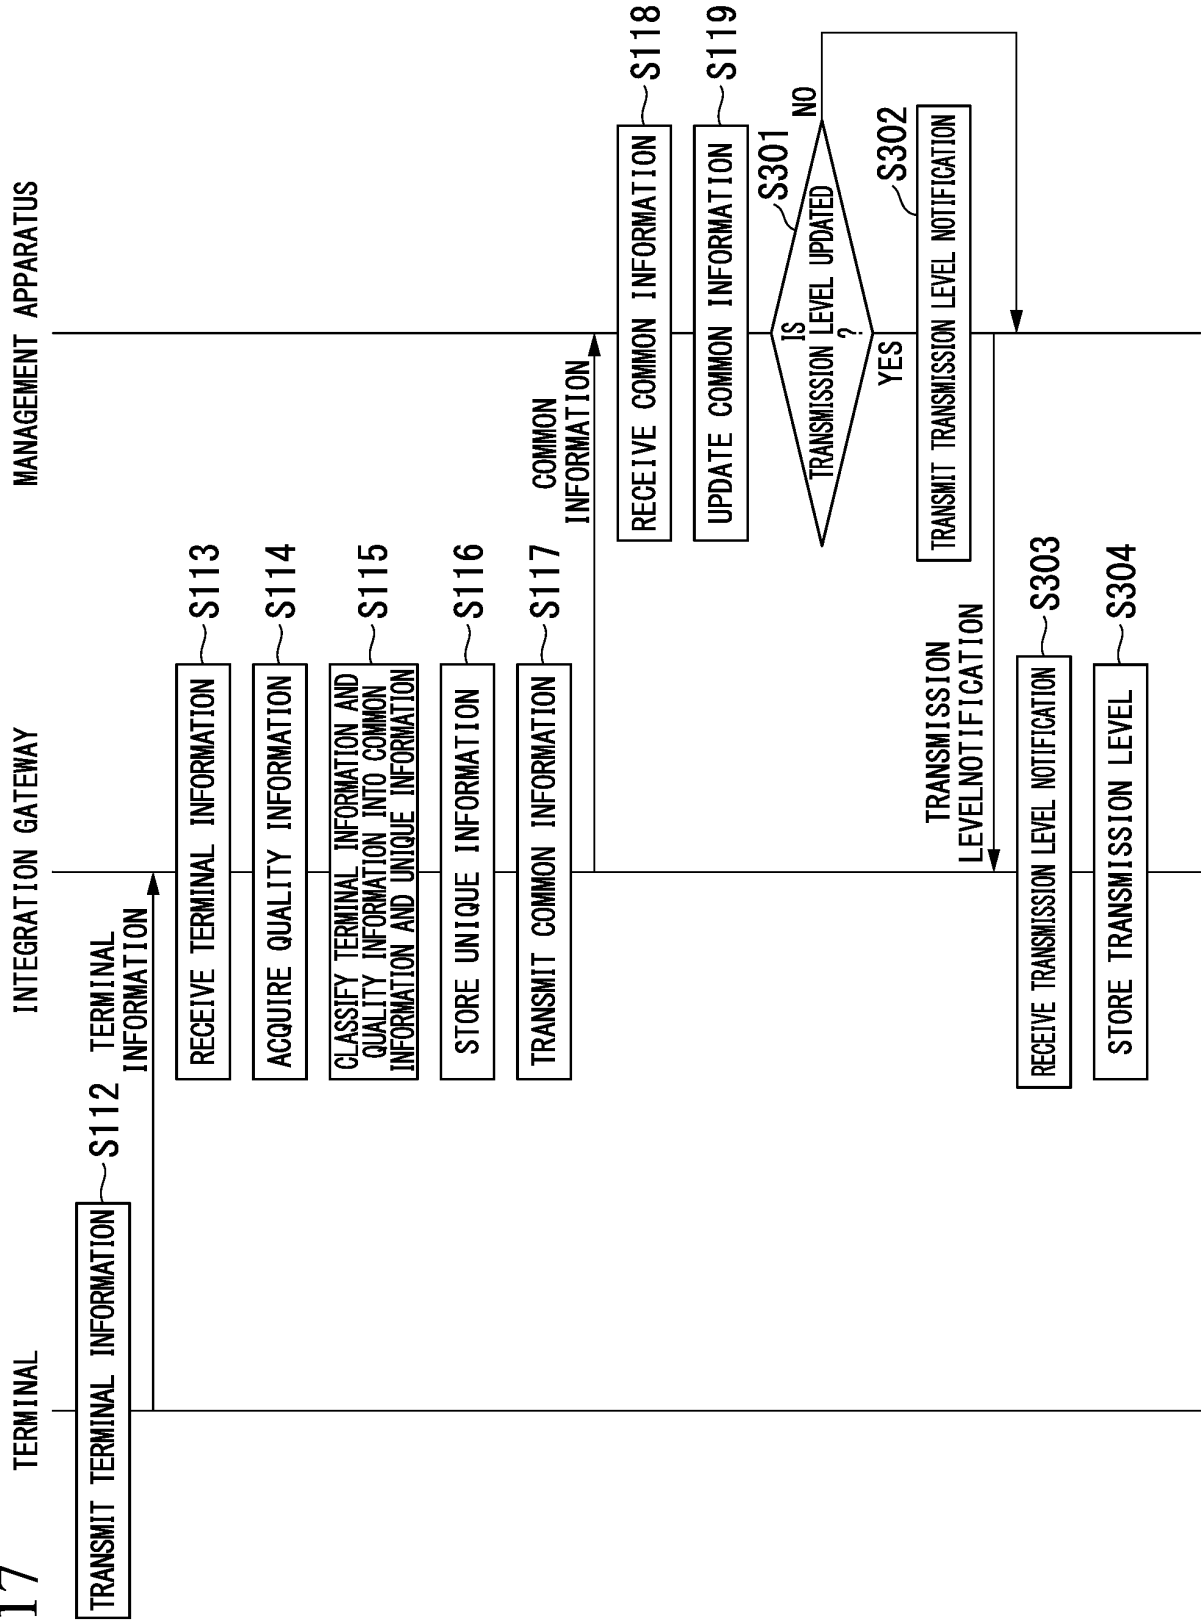 17
TERMINAL
INTEGRATION GATEWAY
MANAGEMENT APPARATUS
TRANSMIT TERMINAL INFORMATION
S112
TERMINAL
INFORMATION
RECEIVE TERMINAL INFORMATION
S113
ACQUIRE QUALITY INFORMATION
S114
CLASSIFY TERMINAL INFORMATION AND
QUALITY INFORMATION INTO COMMON
INFORMATION AND UNIQUE INFORMATION
S115
STORE UNIQUE INFORMATION
S116
TRANSMIT COMMON INFORMATION
S117
COMMON
INFORMATION
RECEIVE COMMON INFORMATION
S118
UPDATE COMMON INFORMATION
S119
IS
TRANSMISSION LEVEL UPDATED
?
S301
NO
YES
TRANSMIT TRANSMISSION LEVEL NOTIFICATION
S302
TRANSMISSION
LEVELNOTIFICATION
RECEIVE TRANSMISSION LEVEL NOTIFICATION
S303
STORE TRANSMISSION LEVEL
S304